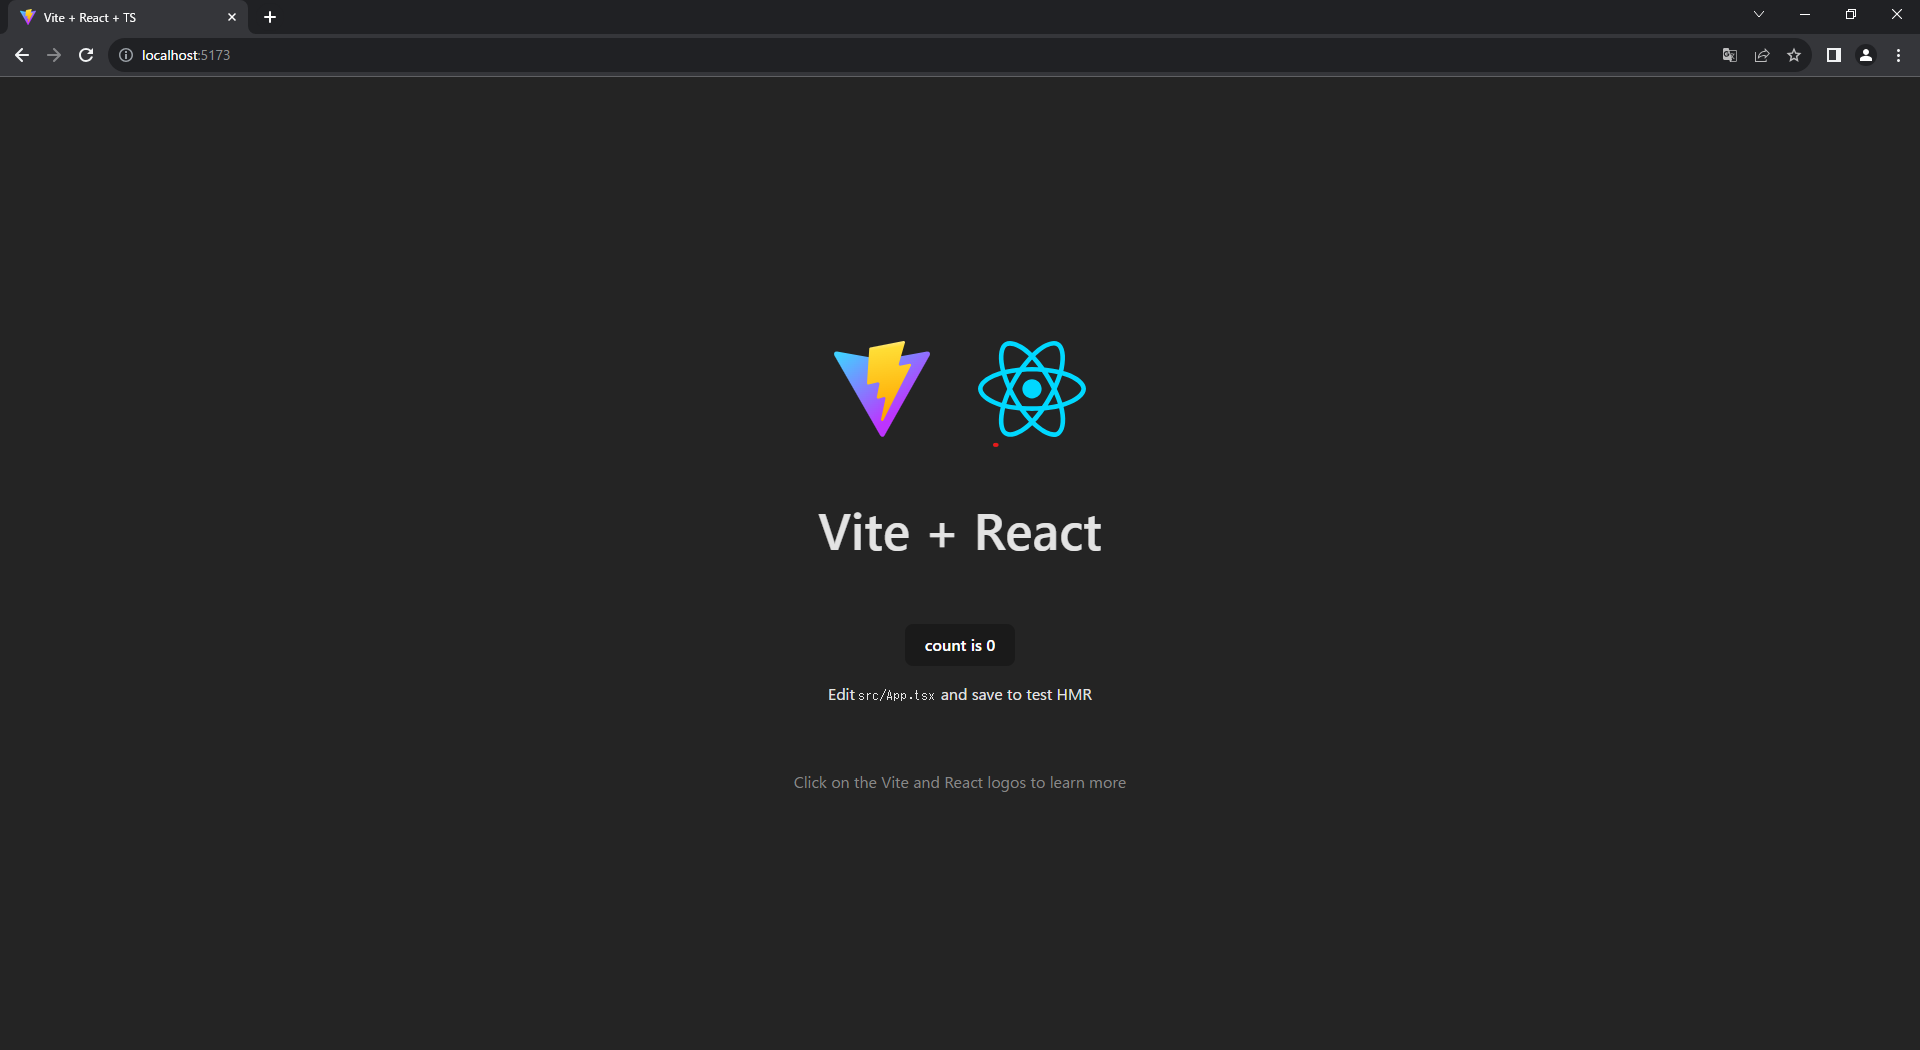 Vite + React + TS
localhost:5173
Vite + React
count is 0
Edit src/App.tsx and save to test HMR
Click on the Vite and React logos to learn more